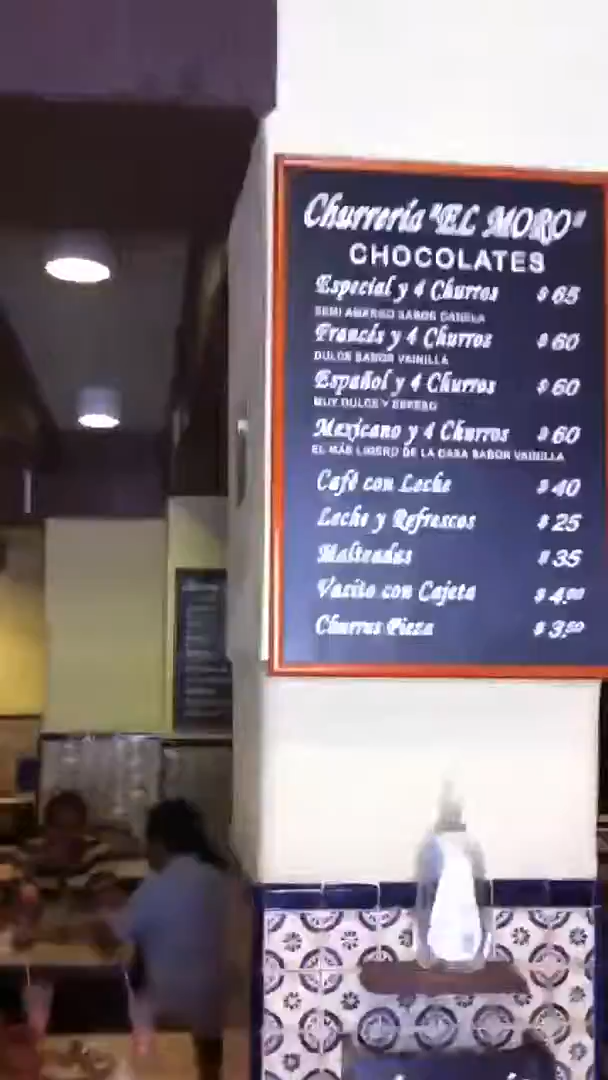 Churrería "EL MORO"
CHOCOLATES
Especial y 4 Churros $65
SEMI AMARGO SABOR CANELA
Francés y 4 Churros $60
DULCE SABOR VAINILLA
Español y 4 Churros $60
MUY DULCE Y ESPESO
Mexicano y 4 Churros $60
EL MÁS LIGERO DE LA CASA SABOR VAINILLA
Café con Leche $40
Leche y Refrescos $25
Malteadas $35
Vasito con Cajeta $4.00
Churros Pieza $3.50